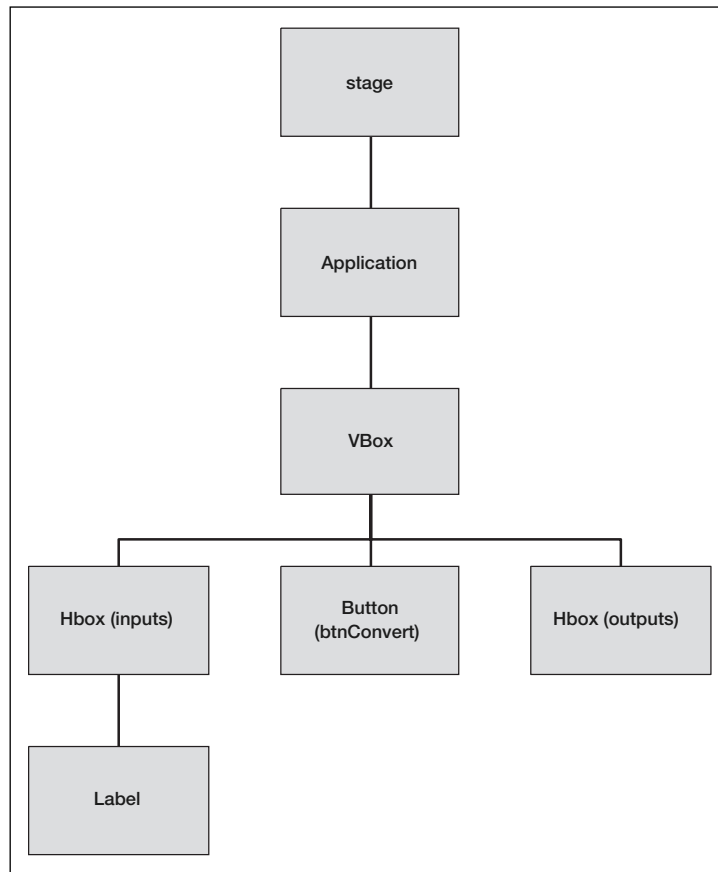 stage
Application
VBox
Hbox (inputs)
Button
(btnConvert)
Hbox (outputs)
Label